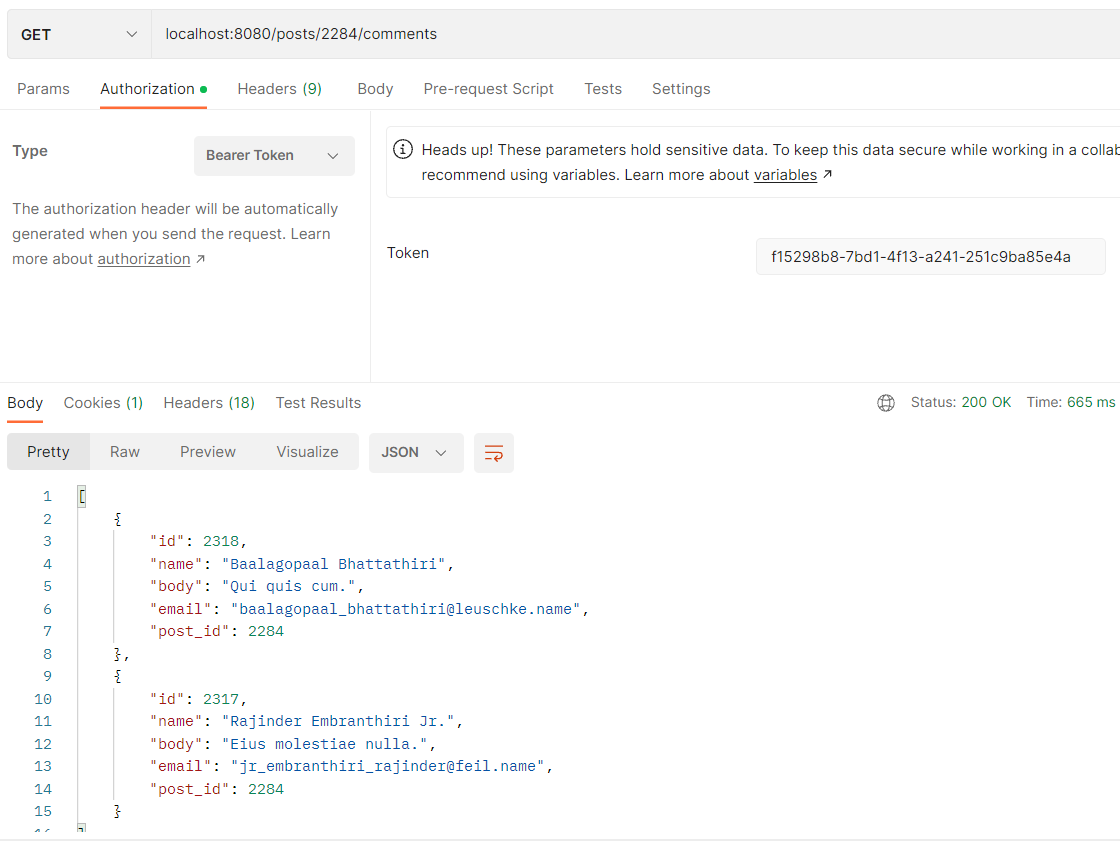 GET localhost:8080/posts/2284/comments
Params Authorization Headers (9) Body Pre-request Script Tests Settings
Type Bearer Token
The authorization header will be automatically
generated when you send the request. Learn
more about authorization ↗
Heads up! These parameters hold sensitive data. To keep this data secure while working in a collab
recommend using variables. Learn more about variables ↗
Token f15298b8-7bd1-4f13-a241-251c9ba85e4a
Body Cookies (1) Headers (18) Test Results Status: 200 OK Time: 665 ms
Pretty Raw Preview Visualize JSON
1 [
2 {
3 "id": 2318,
4 "name": "Baalagopaal Bhattathiri",
5 "body": "Qui quis cum.",
6 "email": "baalagopaal_bhattathiri@leuschke.name",
7 "post_id": 2284
8 },
9 {
10 "id": 2317,
11 "name": "Rajinder Embranthiri Jr.",
12 "body": "Eius molestiae nulla.",
13 "email": "jr_embranthiri_rajinder@feil.name",
14 "post_id": 2284
15 }
16 ]